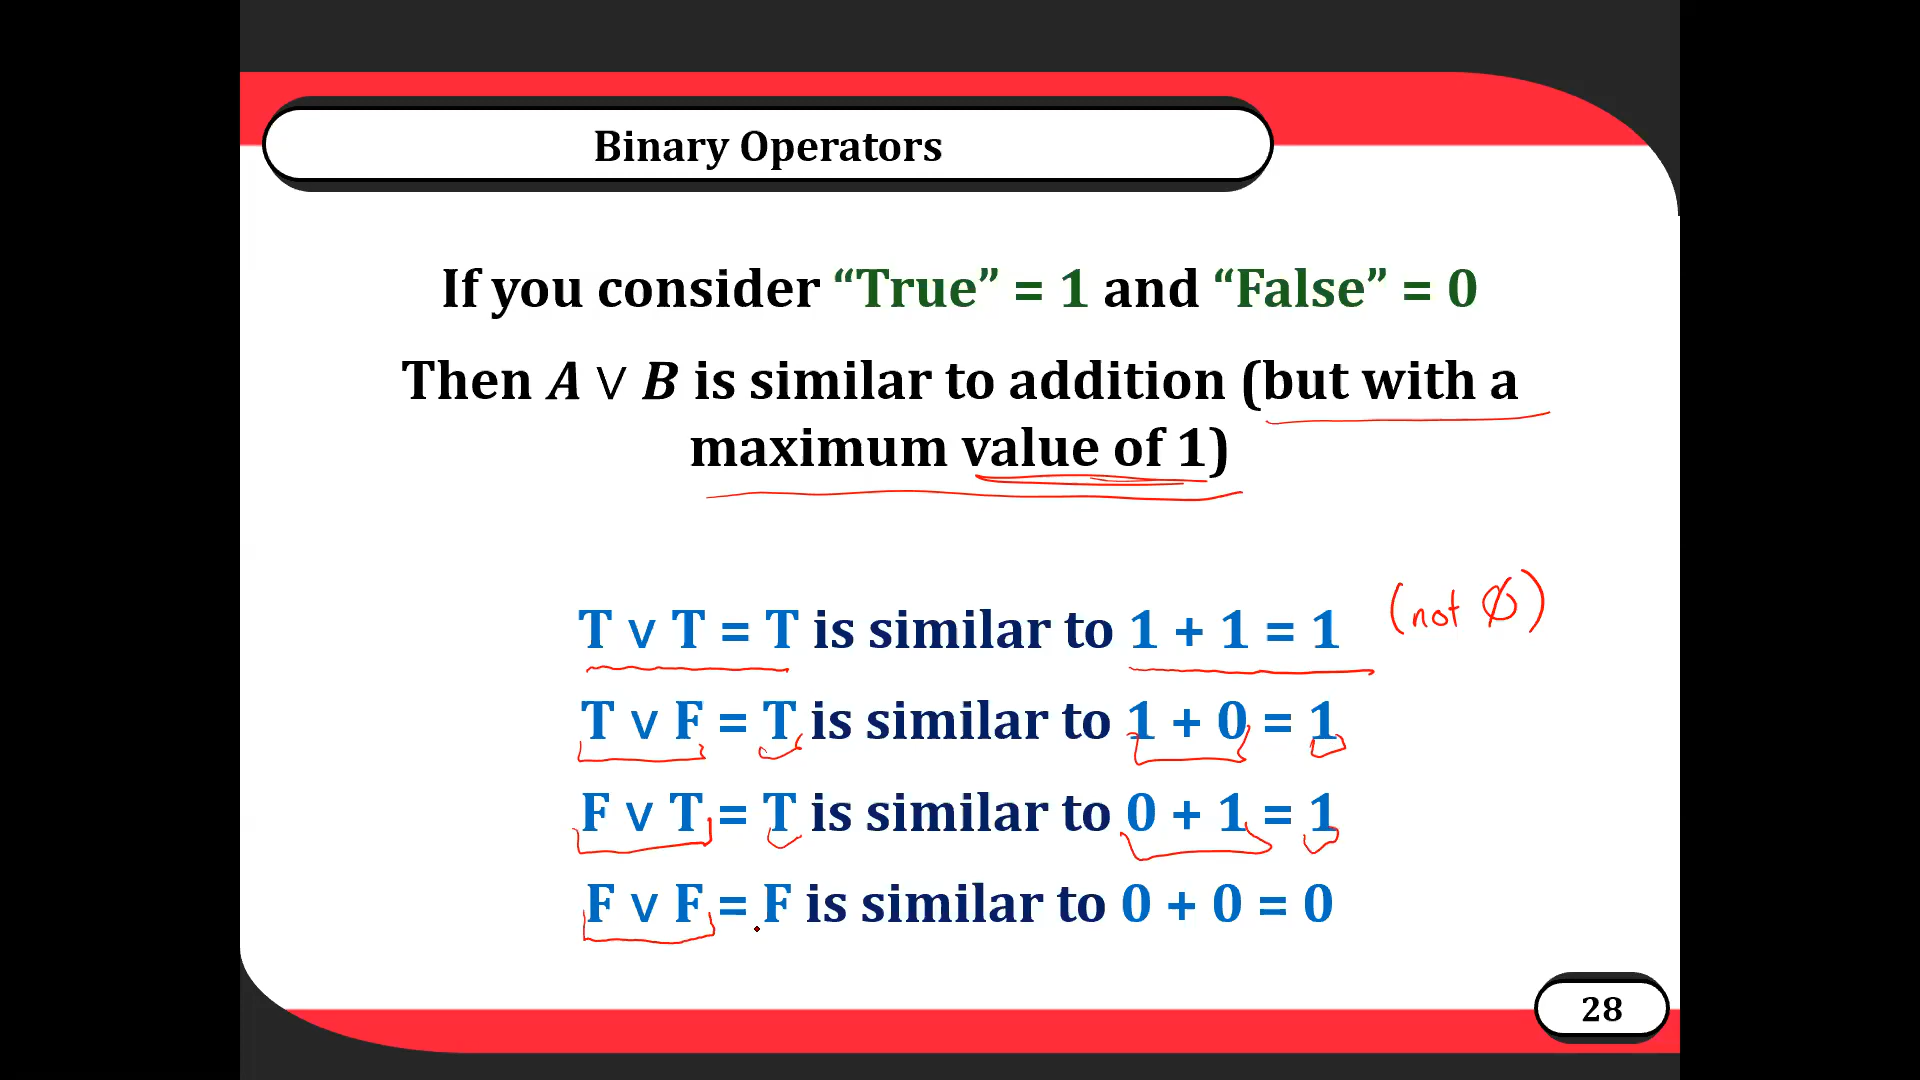 Binary Operators
If you consider “True” = 1 and “False” = 0
Then A ∨ B is similar to addition (but with a
maximum value of 1)
(not Ø)
T ∨ T = T is similar to 1 + 1 = 1
T ∨ F = T is similar to 1 + 0 = 1
F ∨ T = T is similar to 0 + 1 = 1
F ∨ F = F is similar to 0 + 0 = 0
28